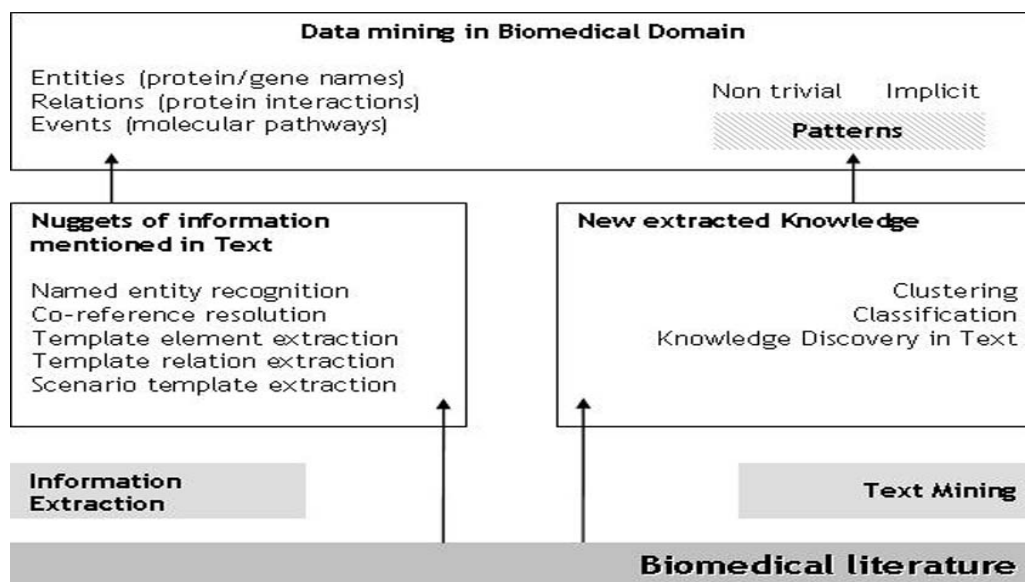 Data mining in Biomedical Domain
Entities (protein/gene names)
Relations (protein interactions)
Events (molecular pathways)
Non trivial Implicit
Patterns
Nuggets of information
mentioned in Text
Named entity recognition
Co-reference resolution
Template element extraction
Template relation extraction
Scenario template extraction
New extracted Knowledge
Clustering
Classification
Knowledge Discovery in Text
Information
Extraction
Text Mining
Biomedical literature